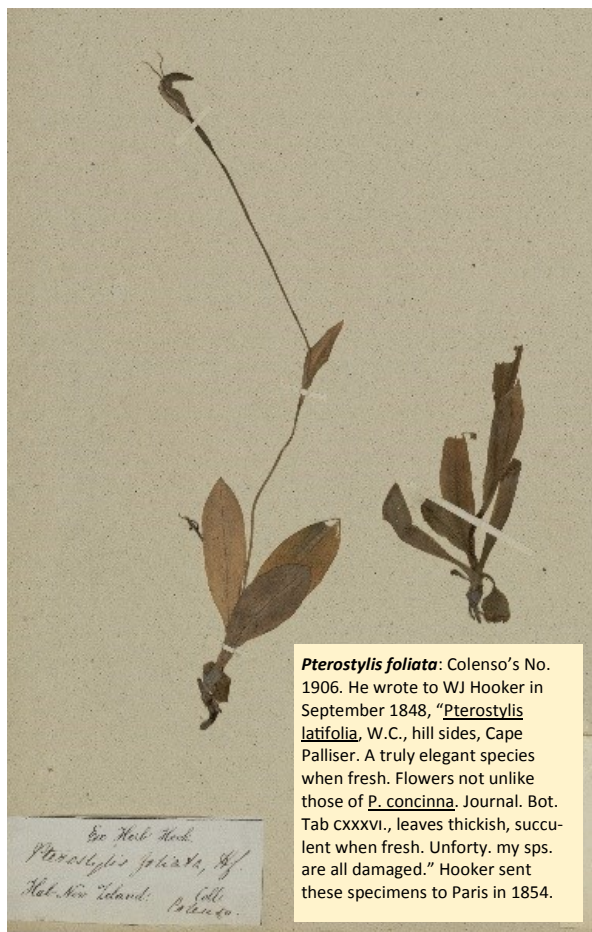 Pterostylis foliata: Colenso's No.
1906. He wrote to WJ Hooker in
September 1848, "Pterostylis
latifolia, W.C., hill sides, Cape
Palliser. A truly elegant species
when fresh. Flowers not unlike
those of P. concinna. Journal. Bot.
Tab CXXXVI., leaves thickish, succu-
lent when fresh. Unforty. my sps.
are all damaged." Hooker sent
these specimens to Paris in 1854.
Ex Herb Hook.
Pterostylis foliata, Hf.
Hab. New Zealand. Coll.
Colenso.